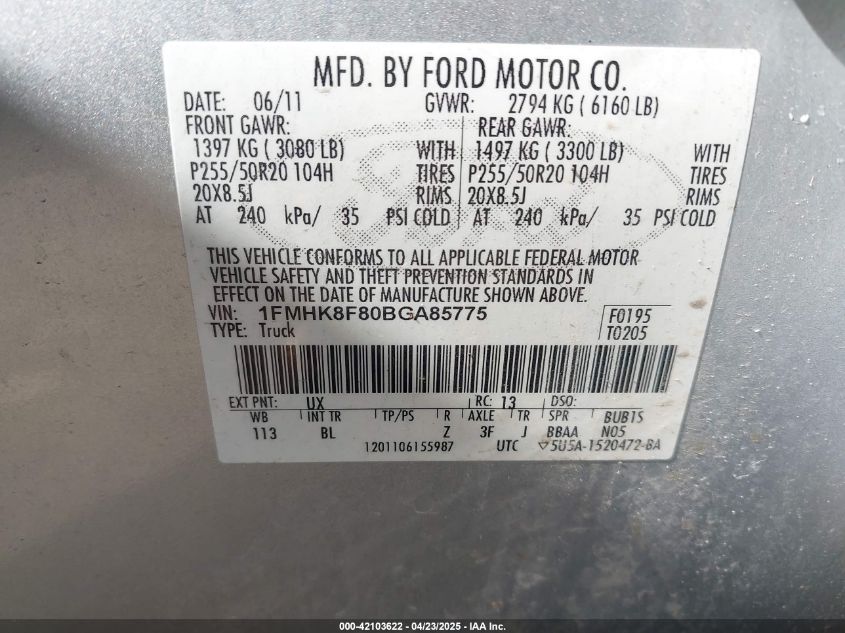 MFD. BY FORD MOTOR CO.
DATE: 06/11 GVWR: 2794 KG ( 6160 LB)
FRONT GAWR: REAR GAWR:
1397 KG ( 3080 LB) WITH 1497 KG ( 3300 LB) WITH
P255/50R20 104H TIRES P255/50R20 104H TIRES
20X8.5J RIMS 20X8.5J RIMS
AT 240 kPa/ 35 PSI COLD AT 240 kPa/ 35 PSI COLD
THIS VEHICLE CONFORMS TO ALL APPLICABLE FEDERAL MOTOR
VEHICLE SAFETY AND THEFT PREVENTION STANDARDS IN
EFFECT ON THE DATE OF MANUFACTURE SHOWN ABOVE.
VIN: 1FMHK8F80BGA85775 F0195
TYPE: Truck T0205
EXT PNT: UX RC: 13 DSO:
WB INT TR TP/PS R AXLE TR SPR BUB1S
113 BL Z 3F J BBAA N05
1201106155987 UTC ▽5U5A-1520472-BA
000-42103622 - 04/23/2025 - IAA Inc.